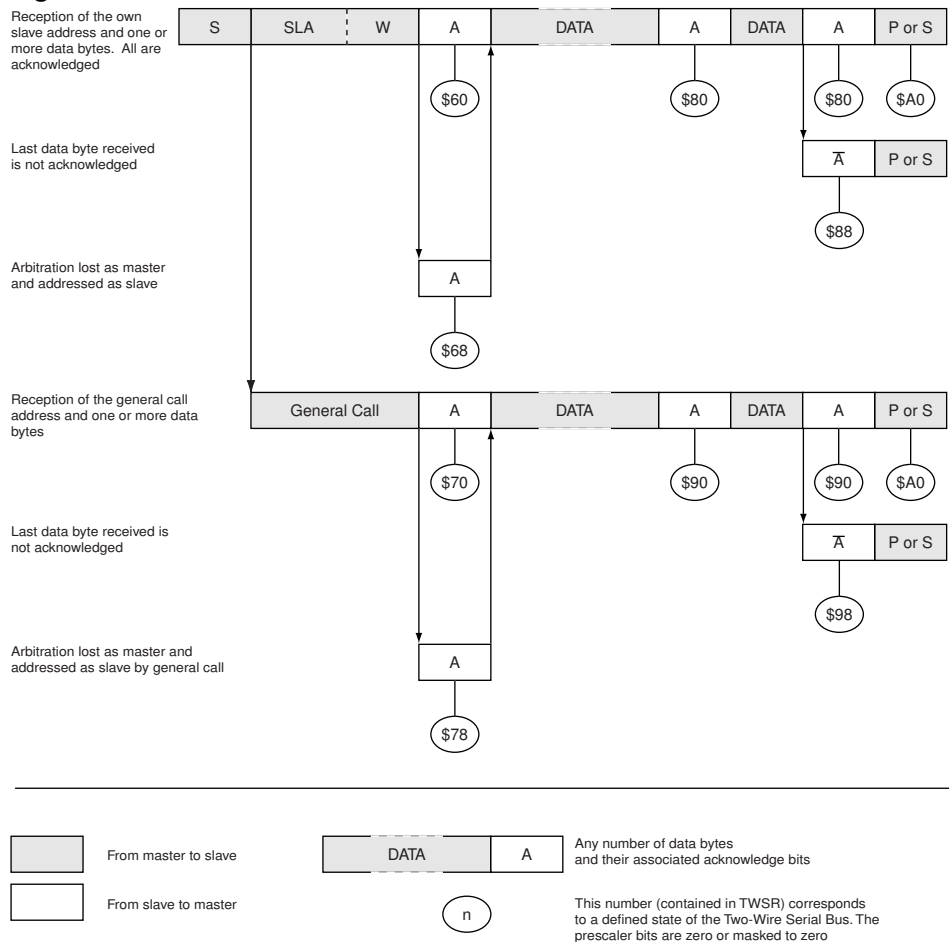 Reception of the own
slave address and one or
more data bytes. All are
acknowledged
S SLA W A DATA A DATA A P or S
$60 $80 $80 $A0
Last data byte received
is not acknowledged
A̅ P or S
$88
Arbitration lost as master
and addressed as slave
A
$68
Reception of the general call
address and one or more data
bytes
General Call A DATA A DATA A P or S
$70 $90 $90 $A0
Last data byte received is
not acknowledged
A̅ P or S
$98
Arbitration lost as master and
addressed as slave by general call
A
$78
From master to slave
DATA A
Any number of data bytes
and their associated acknowledge bits
From slave to master
n
This number (contained in TWSR) corresponds
to a defined state of the Two-Wire Serial Bus. The
prescaler bits are zero or masked to zero